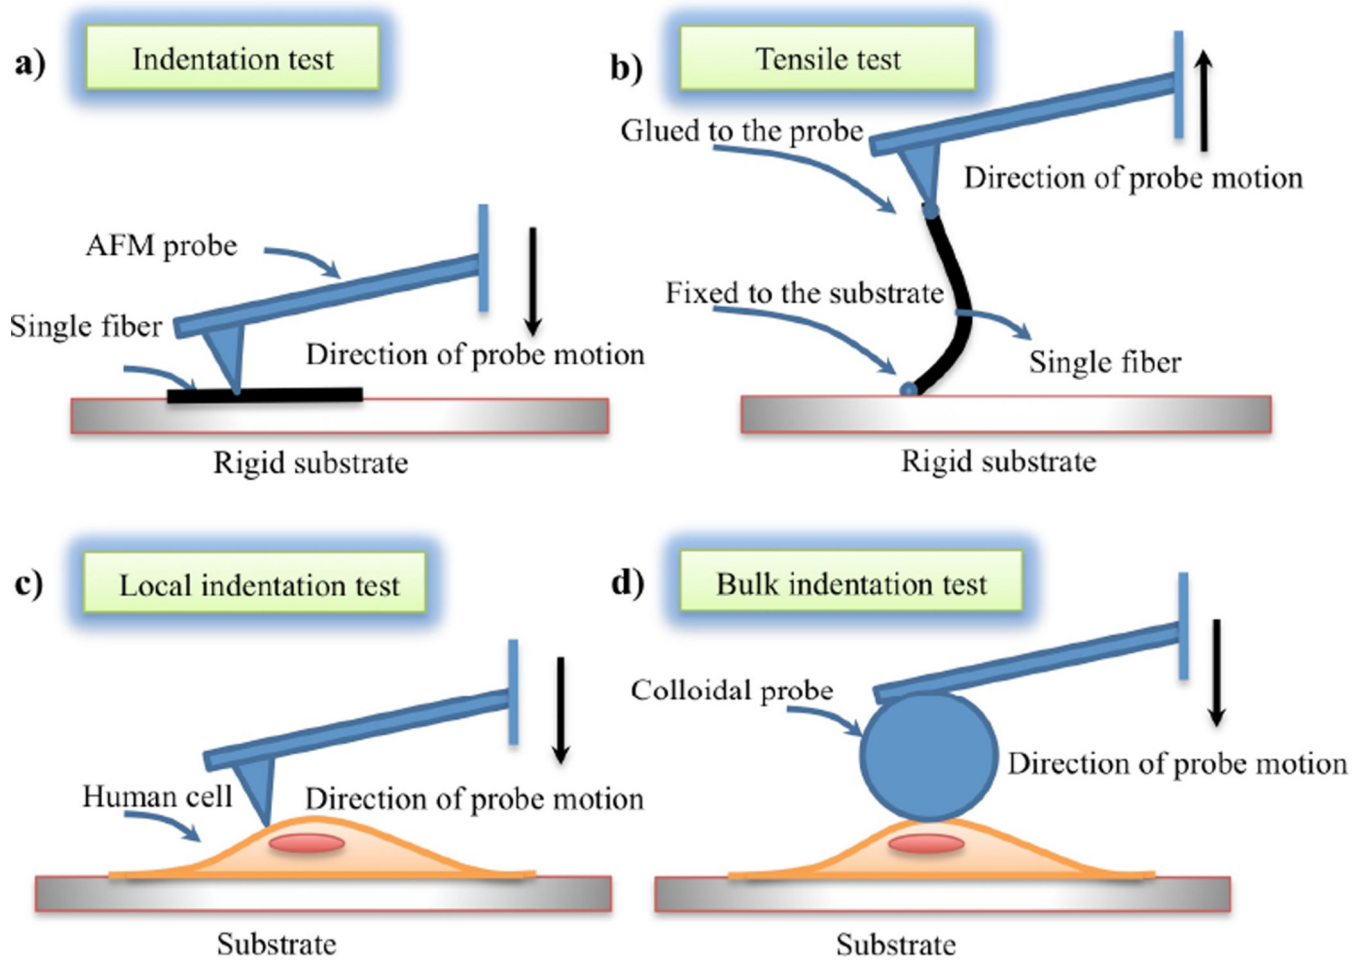 a)
Indentation test
AFM probe
Single fiber
Direction of probe motion
Rigid substrate
b)
Tensile test
Glued to the probe
Direction of probe motion
Fixed to the substrate
Single fiber
Rigid substrate
c)
Local indentation test
Human cell
Direction of probe motion
Substrate
d)
Bulk indentation test
Colloidal probe
Direction of probe motion
Substrate